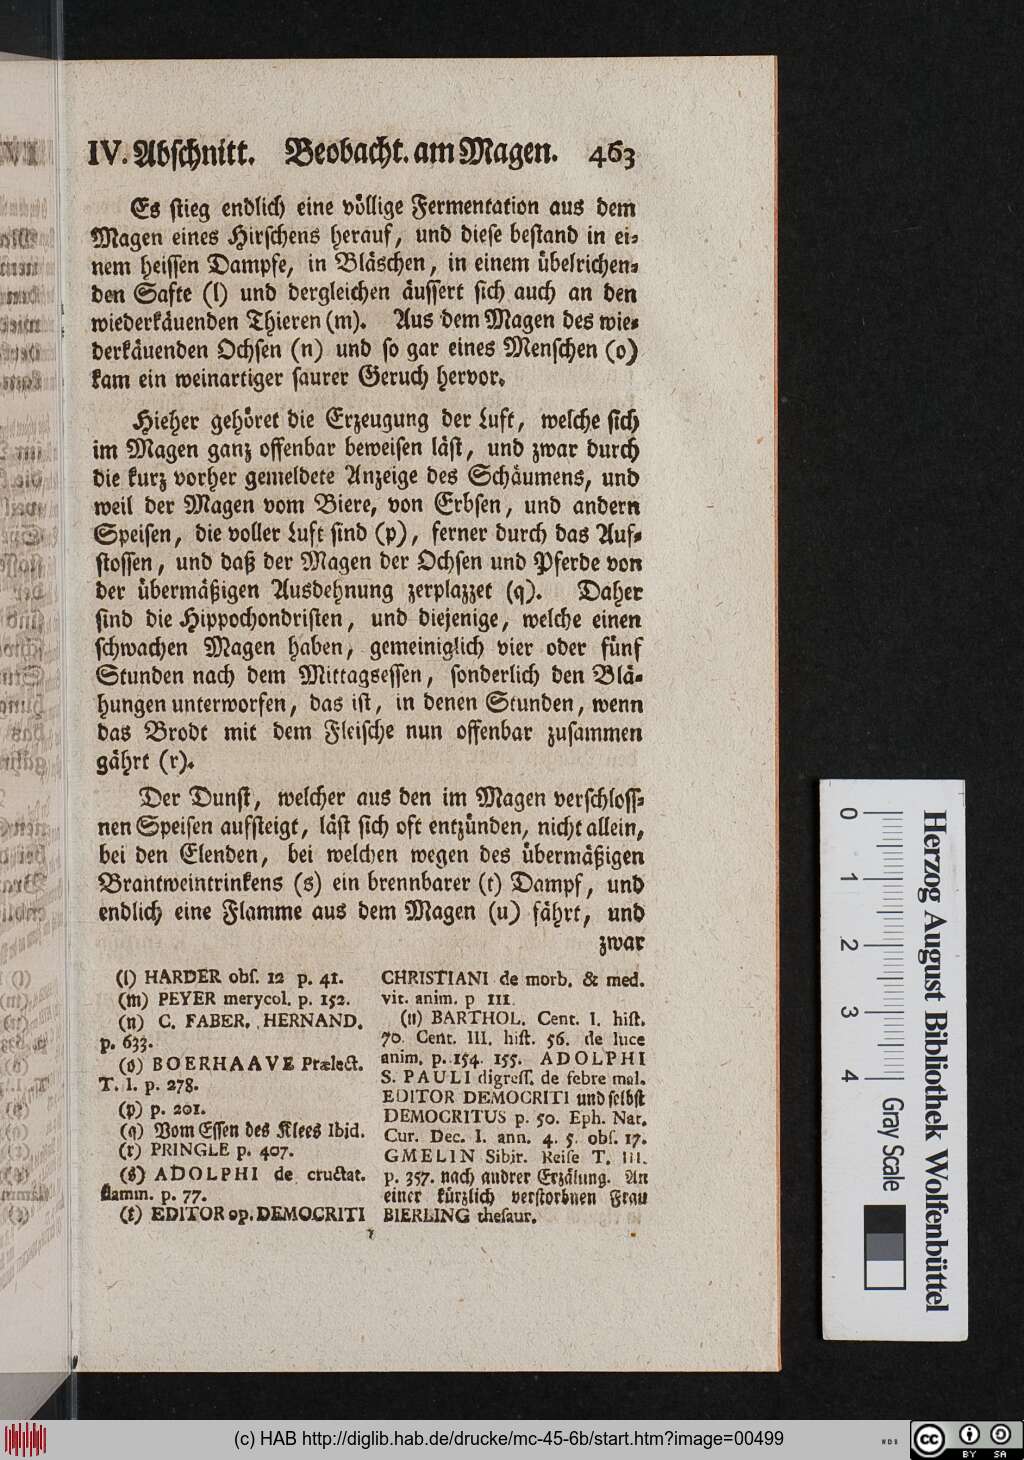 IV. Abschnitt. Beobacht. am Magen. 463
Es stieg endlich eine völlige Fermentation aus dem
Magen eines Hirschens herauf, und diese bestand in ei-
nem heissen Dampfe, in Bläschen, in einem übelrichen-
den Safte (l) und dergleichen äussert sich auch an den
wiederkäuenden Thieren (m). Aus dem Magen des wie-
derkäuenden Ochsen (n) und so gar eines Menschen (o)
kam ein weinartiger saurer Geruch hervor.
Hieher gehöret die Erzeugung der Luft, welche sich
im Magen ganz offenbar beweisen läst, und zwar durch
die kurz vorher gemeldete Anzeige des Schäumens, und
weil der Magen vom Biere, von Erbsen, und andern
Speisen, die voller Luft sind (p), ferner durch das Auf-
stossen, und daß der Magen der Ochsen und Pferde von
der übermäßigen Ausdehnung zerplazzet (q). Daher
sind die Hippochondristen, und diejenige, welche einen
schwachen Magen haben, gemeiniglich vier oder fünf
Stunden nach dem Mittagsessen, sonderlich den Blä-
hungen unterworfen, das ist, in denen Stunden, wenn
das Brodt mit dem Fleische nun offenbar zusammen
gährt (r).
Der Dunst, welcher aus den im Magen verschloss-
nen Speisen aufsteigt, läst sich oft entzünden, nicht allein,
bei den Elenden, bei welchen wegen des übermäßigen
Brantweintrinkens (s) ein brennbarer (t) Dampf, und
endlich eine Flamme aus dem Magen (u) fährt, und
zwar
(l) HARDER obs. 12 p. 41.
(m) PEYER merycol. p. 152.
(n) C. FABER. HERNAND.
p. 633.
(o) BOERHAAVE Prælect.
T. I. p. 278.
(p) p. 201.
(q) Vom Essen des Klees Ibid.
(r) PRINGLE p. 407.
(s) ADOLPHI de cructat.
flamm. p. 77.
(t) EDITOR op. DEMOCRITI
CHRISTIANI de morb. & med.
vit. anim. p III.
(u) BARTHOL. Cent. I. hist.
70. Cent. III. hist. 56. de luce
anim. p. 154. 155. ADOLPHI
S. PAULI digress. de febre mal.
EDITOR DEMOCRITI und selbst
DEMOCRITUS p. 50. Eph. Nat.
Cur. Dec. I. ann. 4. 5. obs. 17.
GMELIN Sibir. Reise T. III.
p. 357. nach andrer Erzälung. An
einer kürzlich verstorbnen Frau
BIERLING thesaur.
0 1 2 3 4
Herzog August Bibliothek Wolfenbüttel
Gray Scale
(c) HAB http://diglib.hab.de/drucke/mc-45-6b/start.htm?image=00499
WDB
cc BY SA